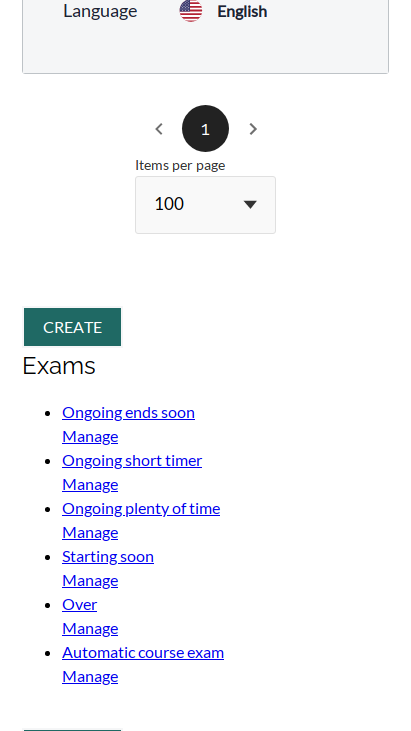 Language English
1
Items per page
100
CREATE
Exams
Ongoing ends soon
Manage
Ongoing short timer
Manage
Ongoing plenty of time
Manage
Starting soon
Manage
Over
Manage
Automatic course exam
Manage